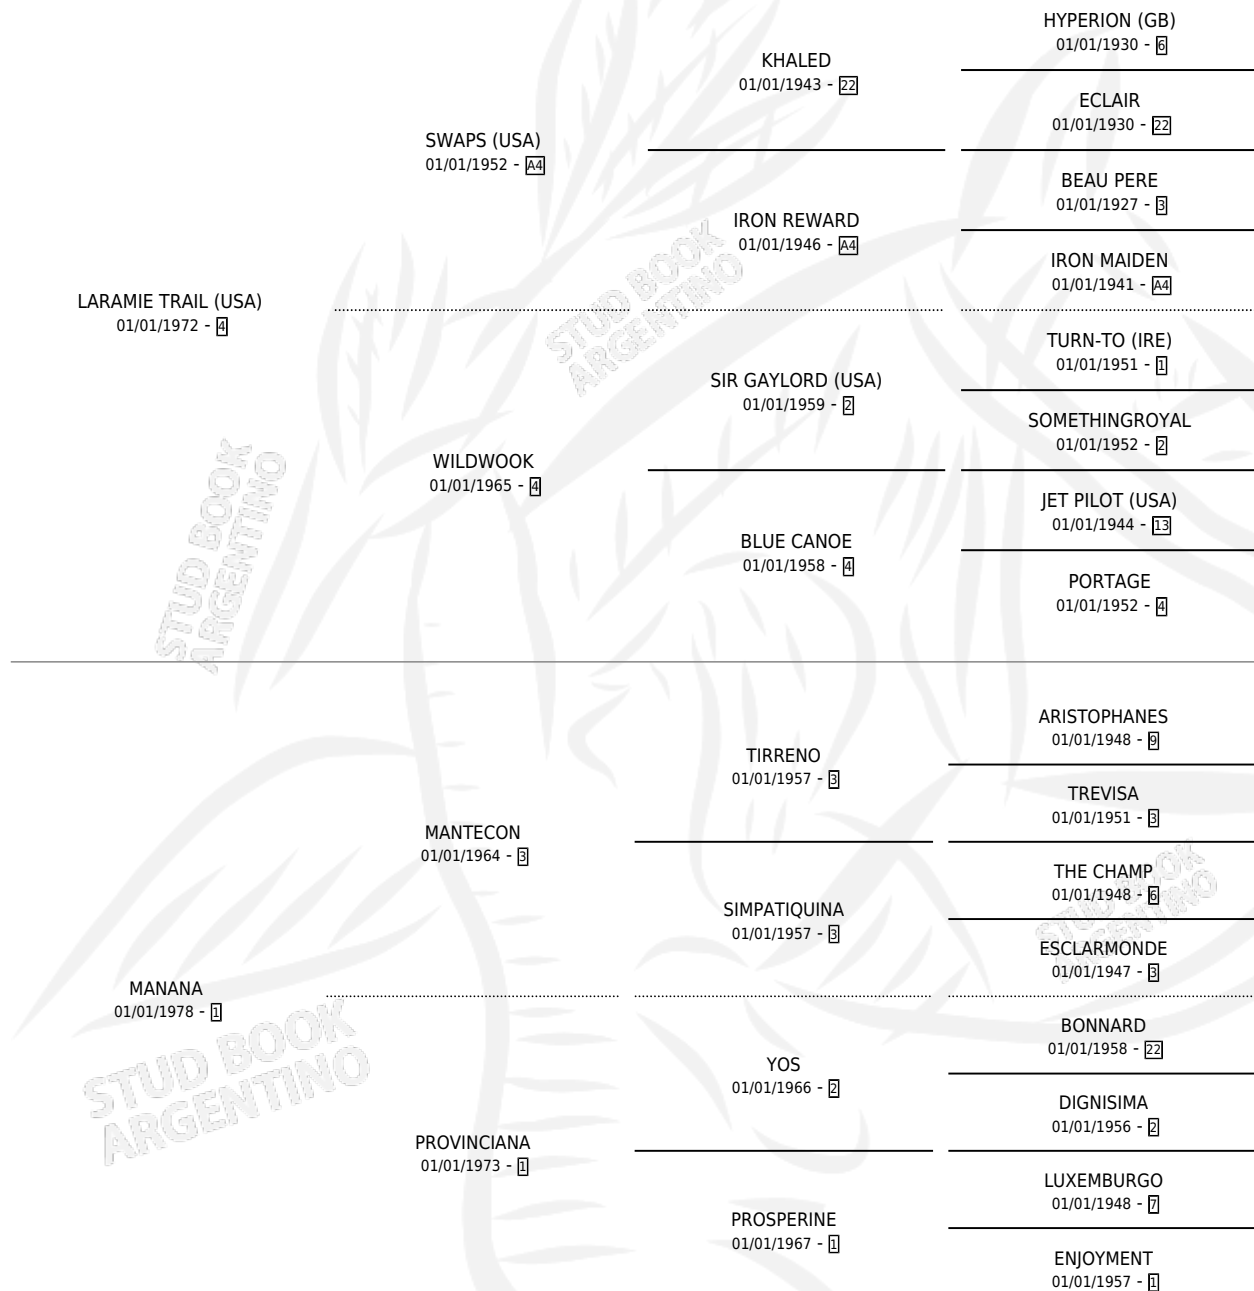 HYPERION (GB)
01/01/1930 - 6
KHALED
01/01/1943 - 22
ECLAIR
01/01/1930 - 22
SWAPS (USA)
01/01/1952 - A4
BEAU PERE
01/01/1927 - 3
IRON REWARD
01/01/1946 - A4
IRON MAIDEN
01/01/1941 - A4
LARAMIE TRAIL (USA)
01/01/1972 - 4
STUD BOOK
ARGENTINO
TURN-TO (IRE)
01/01/1951 - 1
SIR GAYLORD (USA)
01/01/1959 - 2
SOMETHINGROYAL
01/01/1952 - 2
WILDWOOK
01/01/1965 - 4
JET PILOT (USA)
01/01/1944 - 13
BLUE CANOE
01/01/1958 - 4
PORTAGE
01/01/1952 - 4
STUD BOOK
ARGENTINO
ARISTOPHANES
01/01/1948 - 9
TIRRENO
01/01/1957 - 3
TREVISA
01/01/1951 - 3
MANTECON
01/01/1964 - 3
THE CHAMP
01/01/1948 - 6
SIMPATIQUINA
01/01/1957 - 3
ESCLARMONDE
01/01/1947 - 3
STUD BOOK
ARGENTINO
MANANA
01/01/1978 - 1
BONNARD
01/01/1958 - 22
YOS
01/01/1966 - 2
DIGNISIMA
01/01/1956 - 2
STUD BOOK
ARGENTINO
PROVINCIANA
01/01/1973 - 1
LUXEMBURGO
01/01/1948 - 7
PROSPERINE
01/01/1967 - 1
ENJOYMENT
01/01/1957 - 1